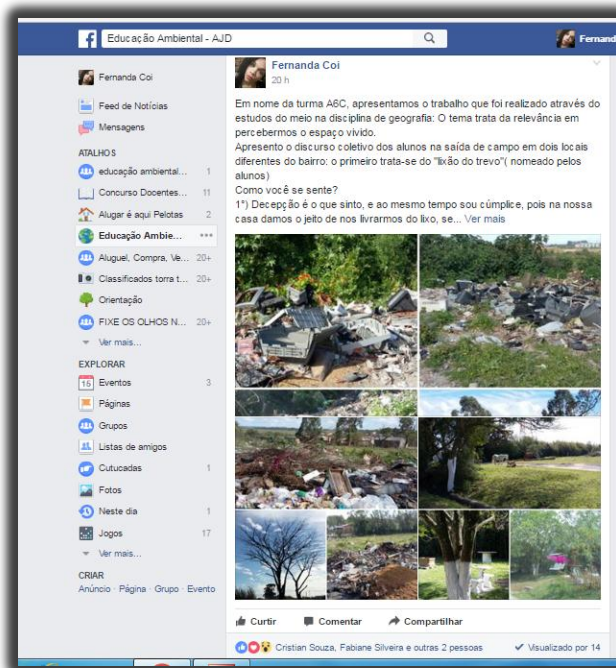 Educação Ambiental - AJD
Fernand
Fernanda Coi
Feed de Notícias
Mensagens
ATALHOS
educação ambiental... 1
Concurso Docentes... 11
Alugar é aqui Pelotas 2
Educação Ambie...
Aluguel, Compra, Ve... 20+
Classificados torra t... 20+
Orientação
FIXE OS OLHOS N... 20+
Ver mais...
EXPLORAR
15 Eventos 3
Páginas
Grupos
Listas de amigos
Cutucadas 1
Fotos
Neste dia 1
Jogos 17
Ver mais...
CRIAR
Anúncio · Página · Grupo · Evento
Fernanda Coi
20 h
Em nome da turma A6C, apresentamos o trabalho que foi realizado através do
estudos do meio na disciplina de geografia: O tema trata da relevância em
percebermos o espaço vivido.
Apresento o discurso coletivo dos alunos na saída de campo em dois locais
diferentes do bairro: o primeiro trata-se do "lixão do trevo"( nomeado pelos
alunos)
Como você se sente?
1°) Decepção é o que sinto, e ao mesmo tempo sou cúmplice, pois na nossa
casa damos o jeito de nos livrarmos do lixo, se... Ver mais
Curtir Comentar Compartilhar
Cristian Souza, Fabiane Silveira e outras 2 pessoas Visualizado por 14